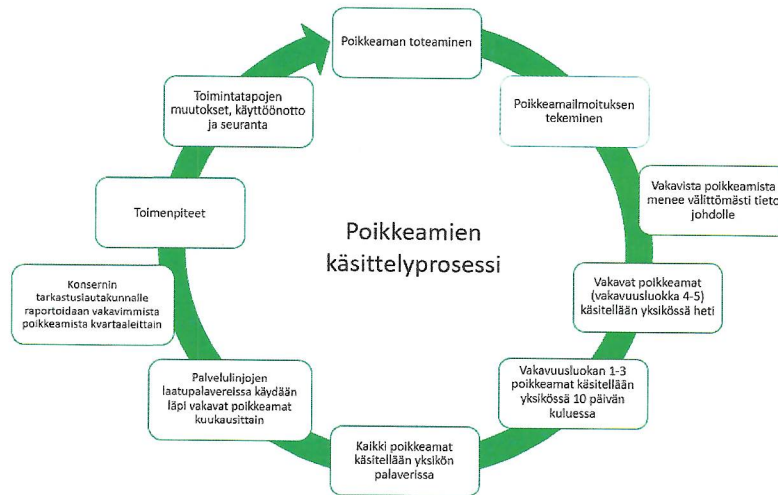 Poikkeaman toteaminen
Poikkeamailmoituksen
tekeminen
Vakavista poikkeamista
menee välittömästi tieto
johdolle
Vakavat poikkeamat
(vakavuusluokka 4-5)
käsitellään yksikössä heti
Vakavuusluokan 1-3
poikkeamat käsitellään
yksikössä 10 päivän
kuluessa
Kaikki poikkeamat
käsitellään yksikön
palaverissa
Palvelulinjojen
laatupalavereissa käydään
läpi vakavat poikkeamat
kuukausittain
Konsernin
tarkastuslautakunnalle
raportoidaan vakavimmista
poikkeamista kvartaaleittain
Toimenpiteet
Toimintatapojen
muutokset, käyttöönotto
ja seuranta
Poikkeamien
käsittelyprosessi